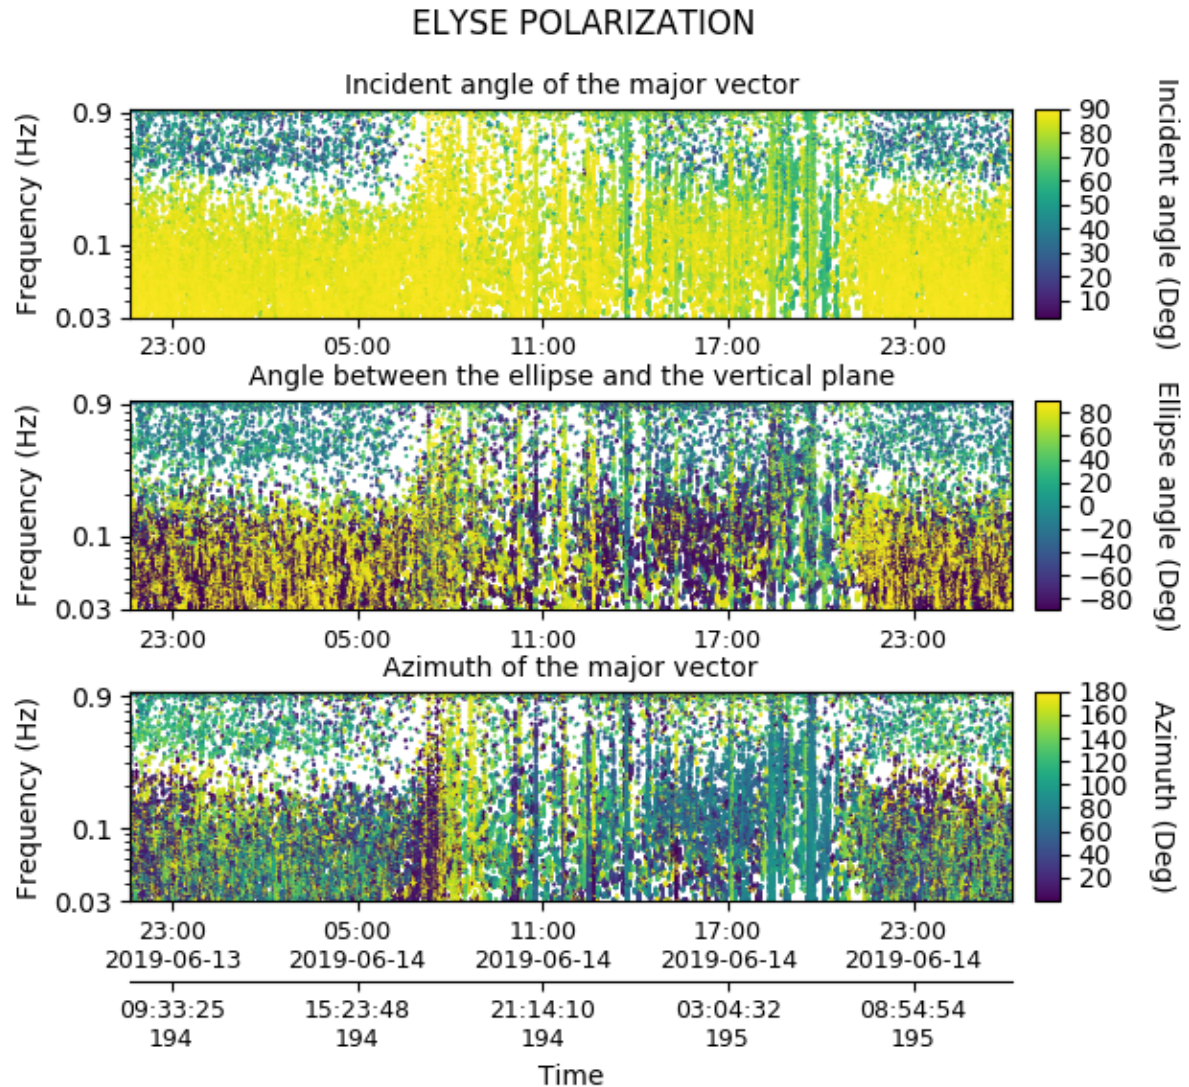 ELYSE POLARIZATION
Incident angle of the major vector
Frequency (Hz)
0.9
0.1
0.03
23:00 05:00 11:00 17:00 23:00
90
80
70
60
50
40
30
20
10
Incident angle (Deg)
Angle between the ellipse and the vertical plane
Frequency (Hz)
0.9
0.1
0.03
23:00 05:00 11:00 17:00 23:00
80
60
40
20
0
−20
−40
−60
−80
Ellipse angle (Deg)
Azimuth of the major vector
Frequency (Hz)
0.9
0.1
0.03
180
160
140
120
100
80
60
40
20
Azimuth (Deg)
23:00 05:00 11:00 17:00 23:00
2019-06-13 2019-06-14 2019-06-14 2019-06-14 2019-06-14
09:33:25 15:23:48 21:14:10 03:04:32 08:54:54
194 194 194 195 195
Time